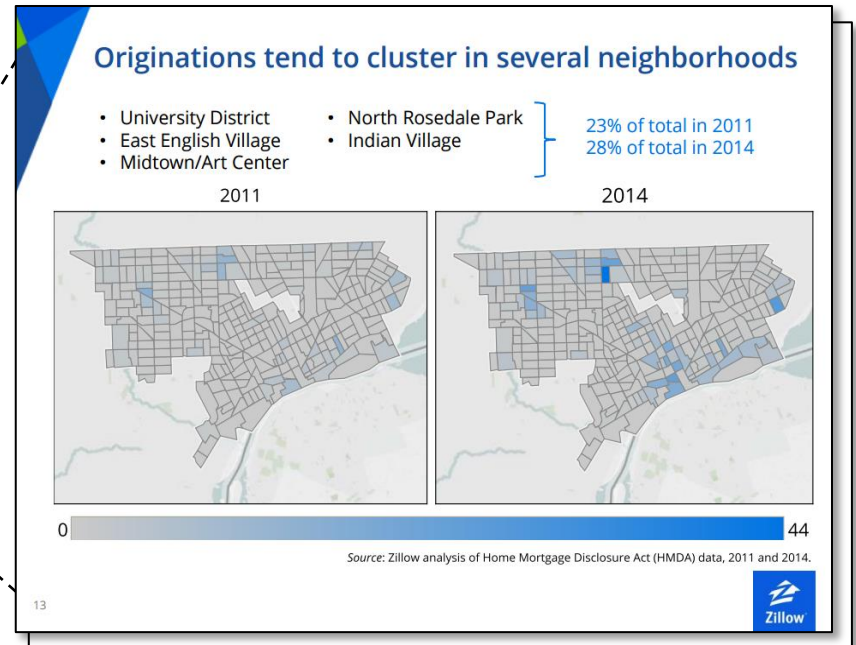 Originations tend to cluster in several neighborhoods
• University District
• East English Village
• Midtown/Art Center
• North Rosedale Park
• Indian Village
23% of total in 2011
28% of total in 2014
2011
2014
0
44
Source: Zillow analysis of Home Mortgage Disclosure Act (HMDA) data, 2011 and 2014.
13
Zillow